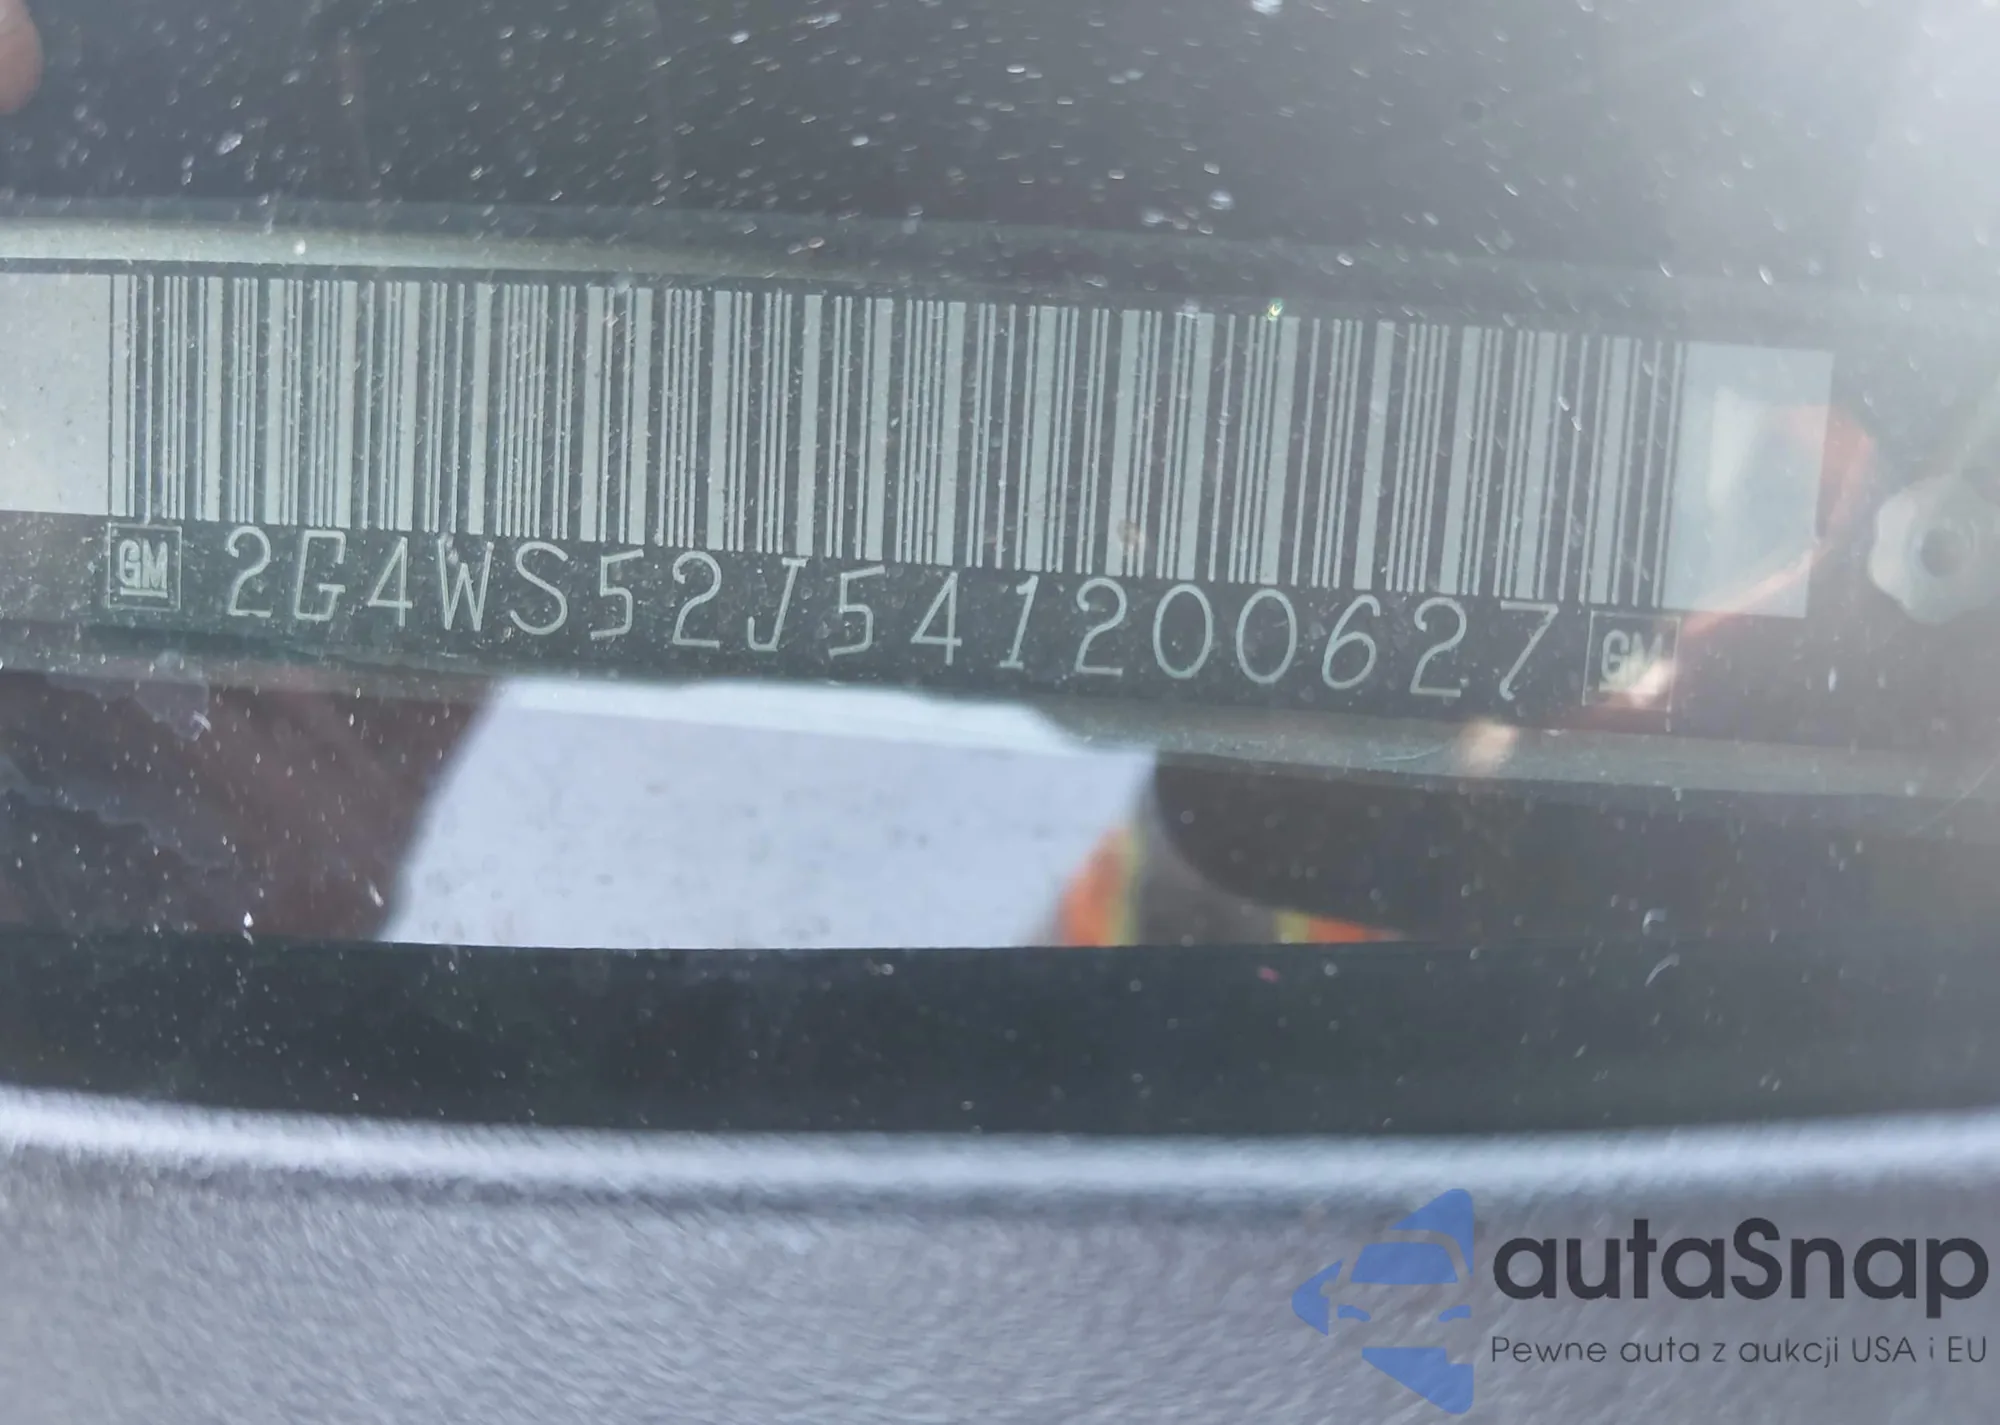 GM 2G4WS52J541200627 GM
autaSnap
Pewne auta z aukcji USA i EU